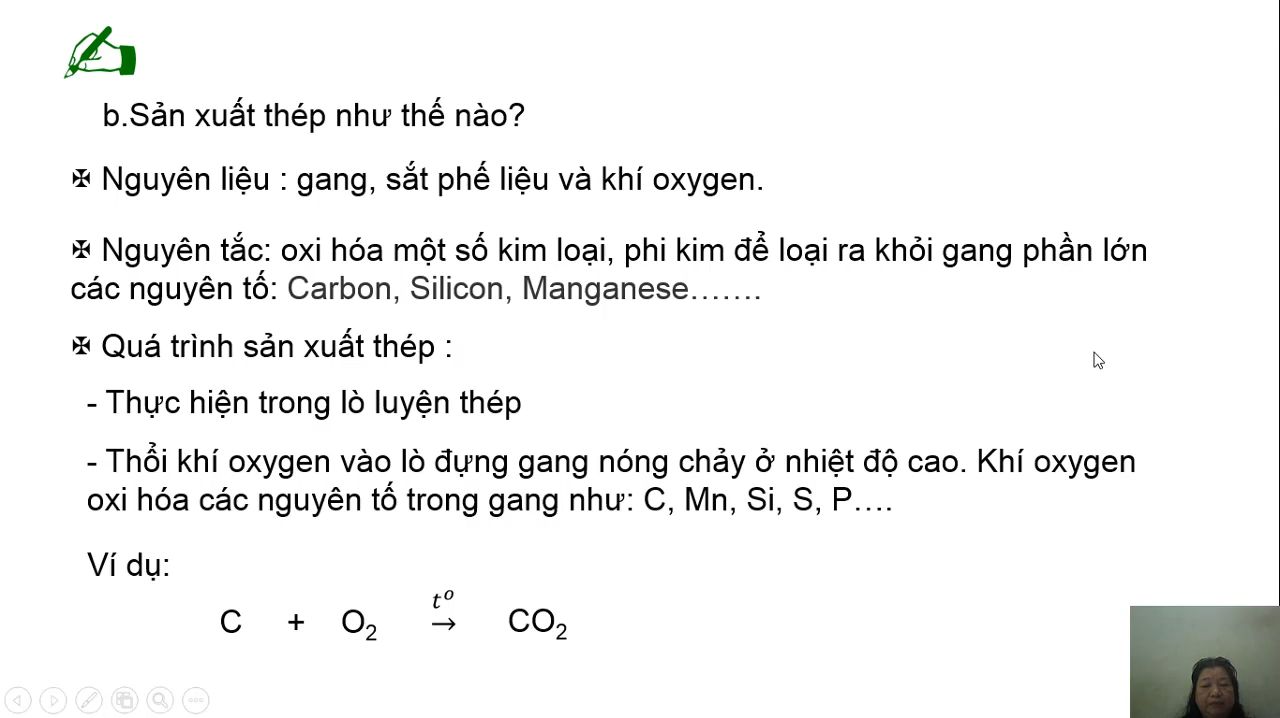 b.Sản xuất thép như thế nào?
✠ Nguyên liệu : gang, sắt phế liệu và khí oxygen.
✠ Nguyên tắc: oxi hóa một số kim loại, phi kim để loại ra khỏi gang phần lớn
các nguyên tố: Carbon, Silicon, Manganese…….
✠ Quá trình sản xuất thép :
- Thực hiện trong lò luyện thép
- Thổi khí oxygen vào lò đựng gang nóng chảy ở nhiệt độ cao. Khí oxygen
oxi hóa các nguyên tố trong gang như: C, Mn, Si, S, P….
Ví dụ:
tº
C + O₂ → CO₂